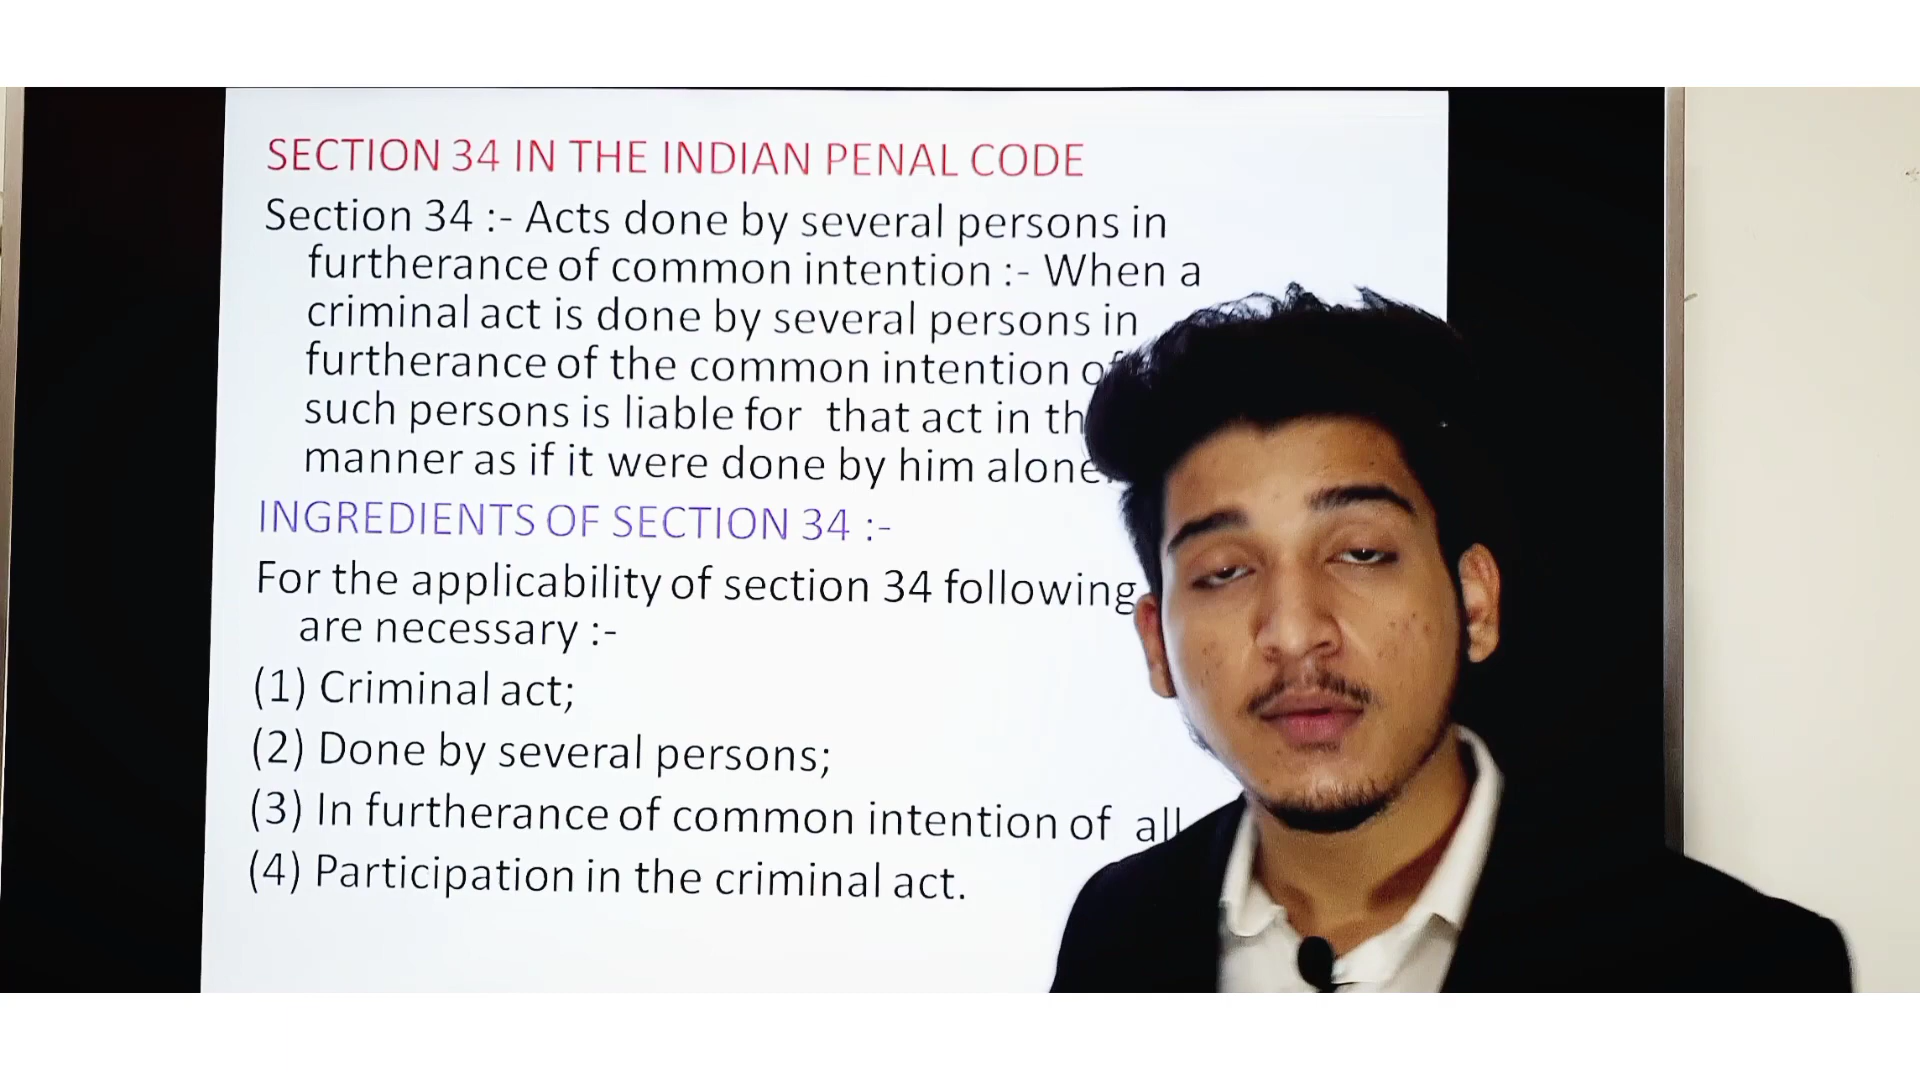 SECTION 34 IN THE INDIAN PENAL CODE
Section 34 :- Acts done by several persons in
furtherance of common intention :- When a
criminal act is done by several persons in
furtherance of the common intention
such persons is liable for that act in
manner as if it were done by him alone.
INGREDIENTS OF SECTION 34 :-
For the applicability of section 34 following
are necessary :-
(1) Criminal act;
(2) Done by several persons;
(3) In furtherance of common intention of all
(4) Participation in the criminal act.